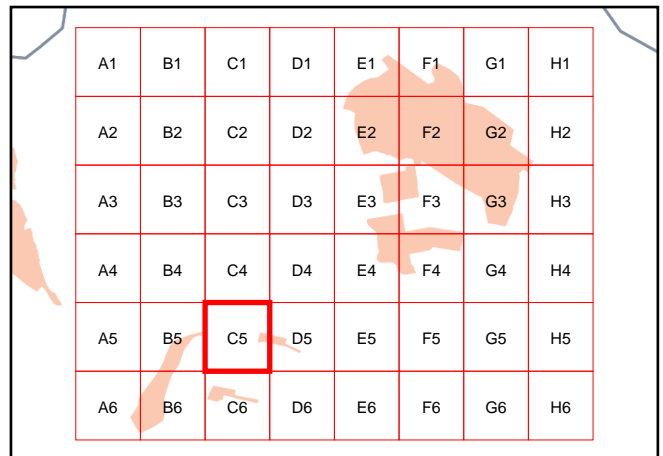 A1 B1 C1 D1 E1 F1 G1 H1
A2 B2 C2 D2 E2 F2 G2 H2
A3 B3 C3 D3 E3 F3 G3 H3
A4 B4 C4 D4 E4 F4 G4 H4
A5 B5 C5 D5 E5 F5 G5 H5
A6 B6 C6 D6 E6 F6 G6 H6